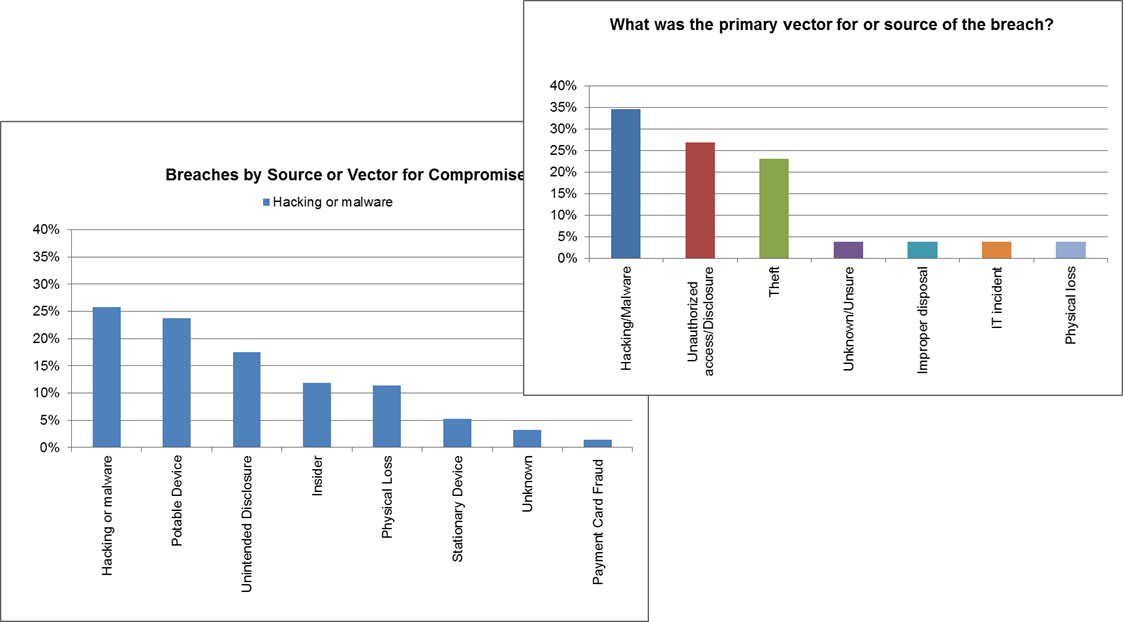 What was the primary vector for or source of the breach?
40%
35%
30%
25%
20%
15%
10%
5%
0%
Hacking/Malware
Unauthorized
access/Disclosure
Theft
Unknown/Unsure
Improper disposal
IT incident
Physical loss
Breaches by Source or Vector for Compromise
Hacking or malware
40%
35%
30%
25%
20%
15%
10%
5%
0%
Hacking or malware
Potable Device
Unintended Disclosure
Insider
Physical Loss
Stationary Device
Unknown
Payment Card Fraud